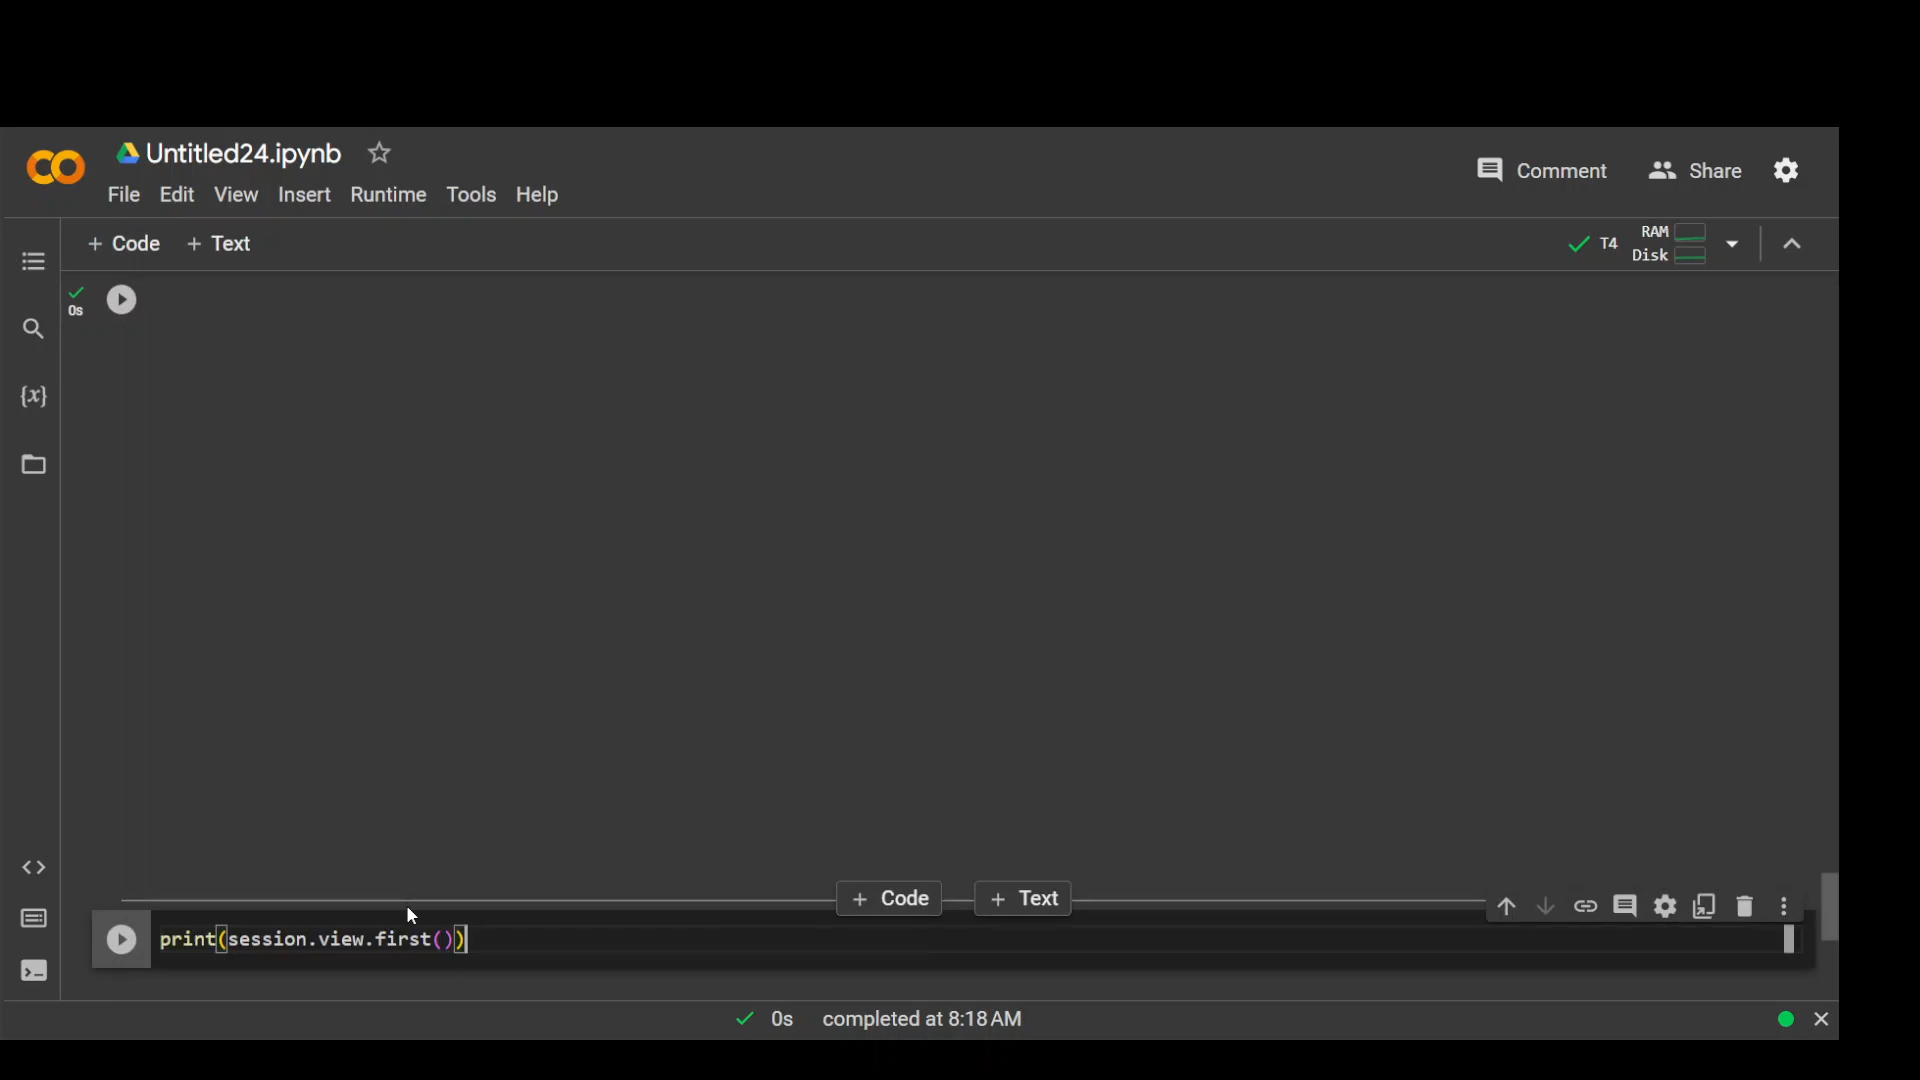 Untitled24.ipynb
File Edit View Insert Runtime Tools Help
Comment
Share
+ Code + Text
T4
RAM
Disk
{x}
0s
+ Code
+ Text
print(session.view.first())
0s completed at 8:18 AM